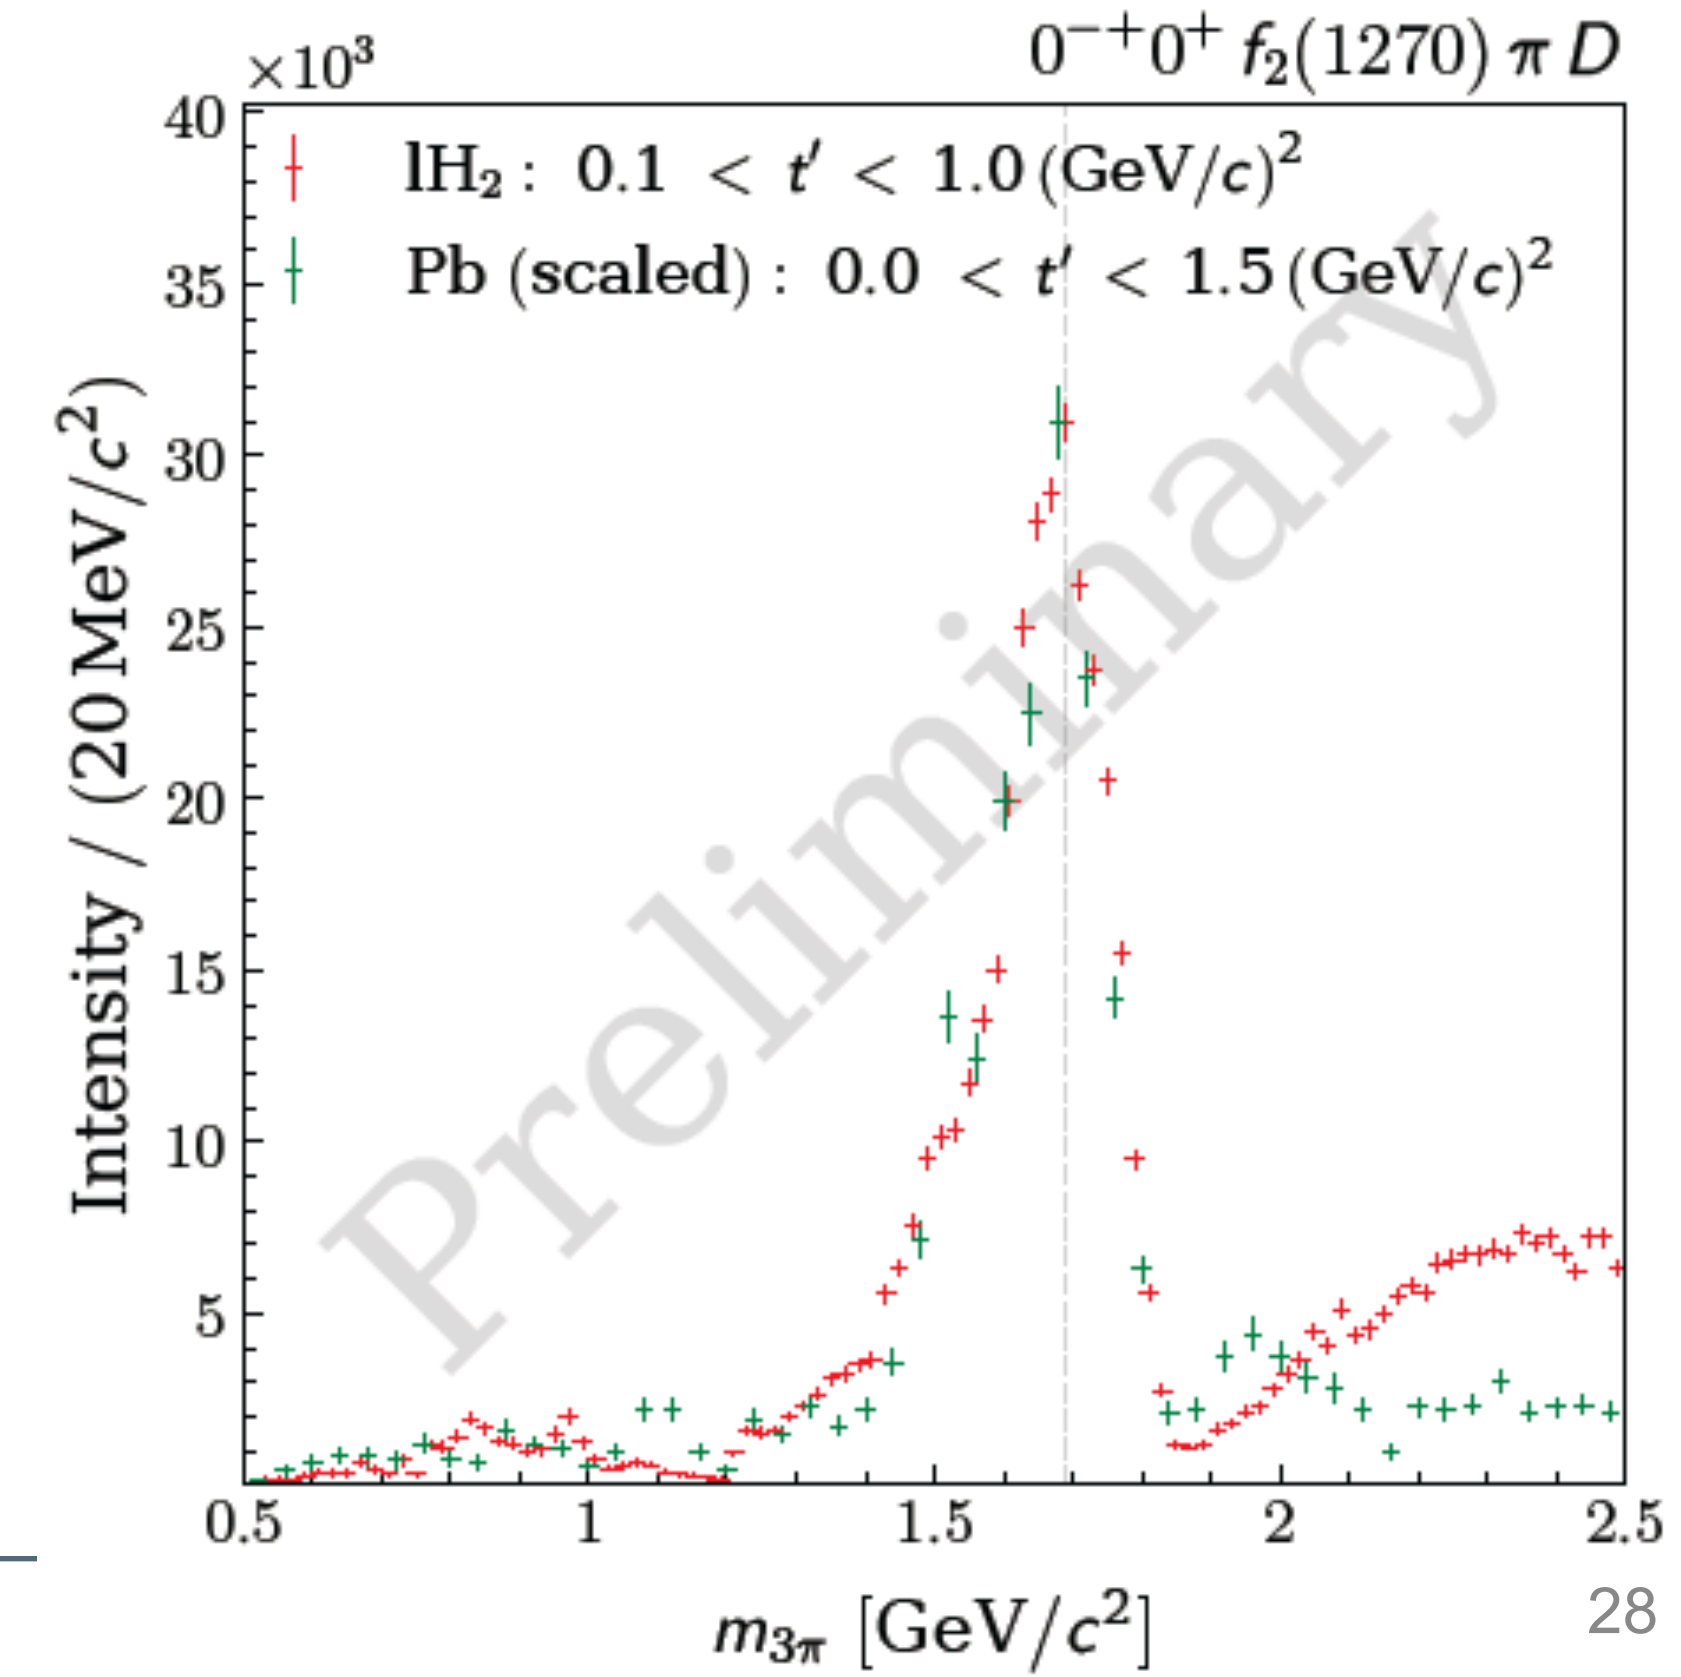 0⁻⁺0⁺ f₂(1270) π D
×10³
lH₂ : 0.1 < t′ < 1.0 (GeV/c)²
Pb (scaled) : 0.0 < t′ < 1.5 (GeV/c)²
Preliminary
Intensity / (20 MeV/c²)
40
35
30
25
20
15
10
5
0.5 1 1.5 2 2.5
m₃π [GeV/c²]
28